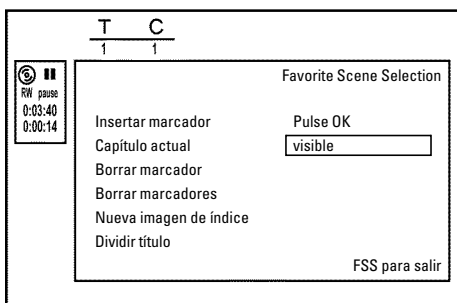 T C
1 1
RW pause
0:03:40
0:00:14
Favorite Scene Selection
Insertar marcador Pulse OK
Capítulo actual visible
Borrar marcador
Borrar marcadores
Nueva imagen de índice
Dividir título
FSS para salir